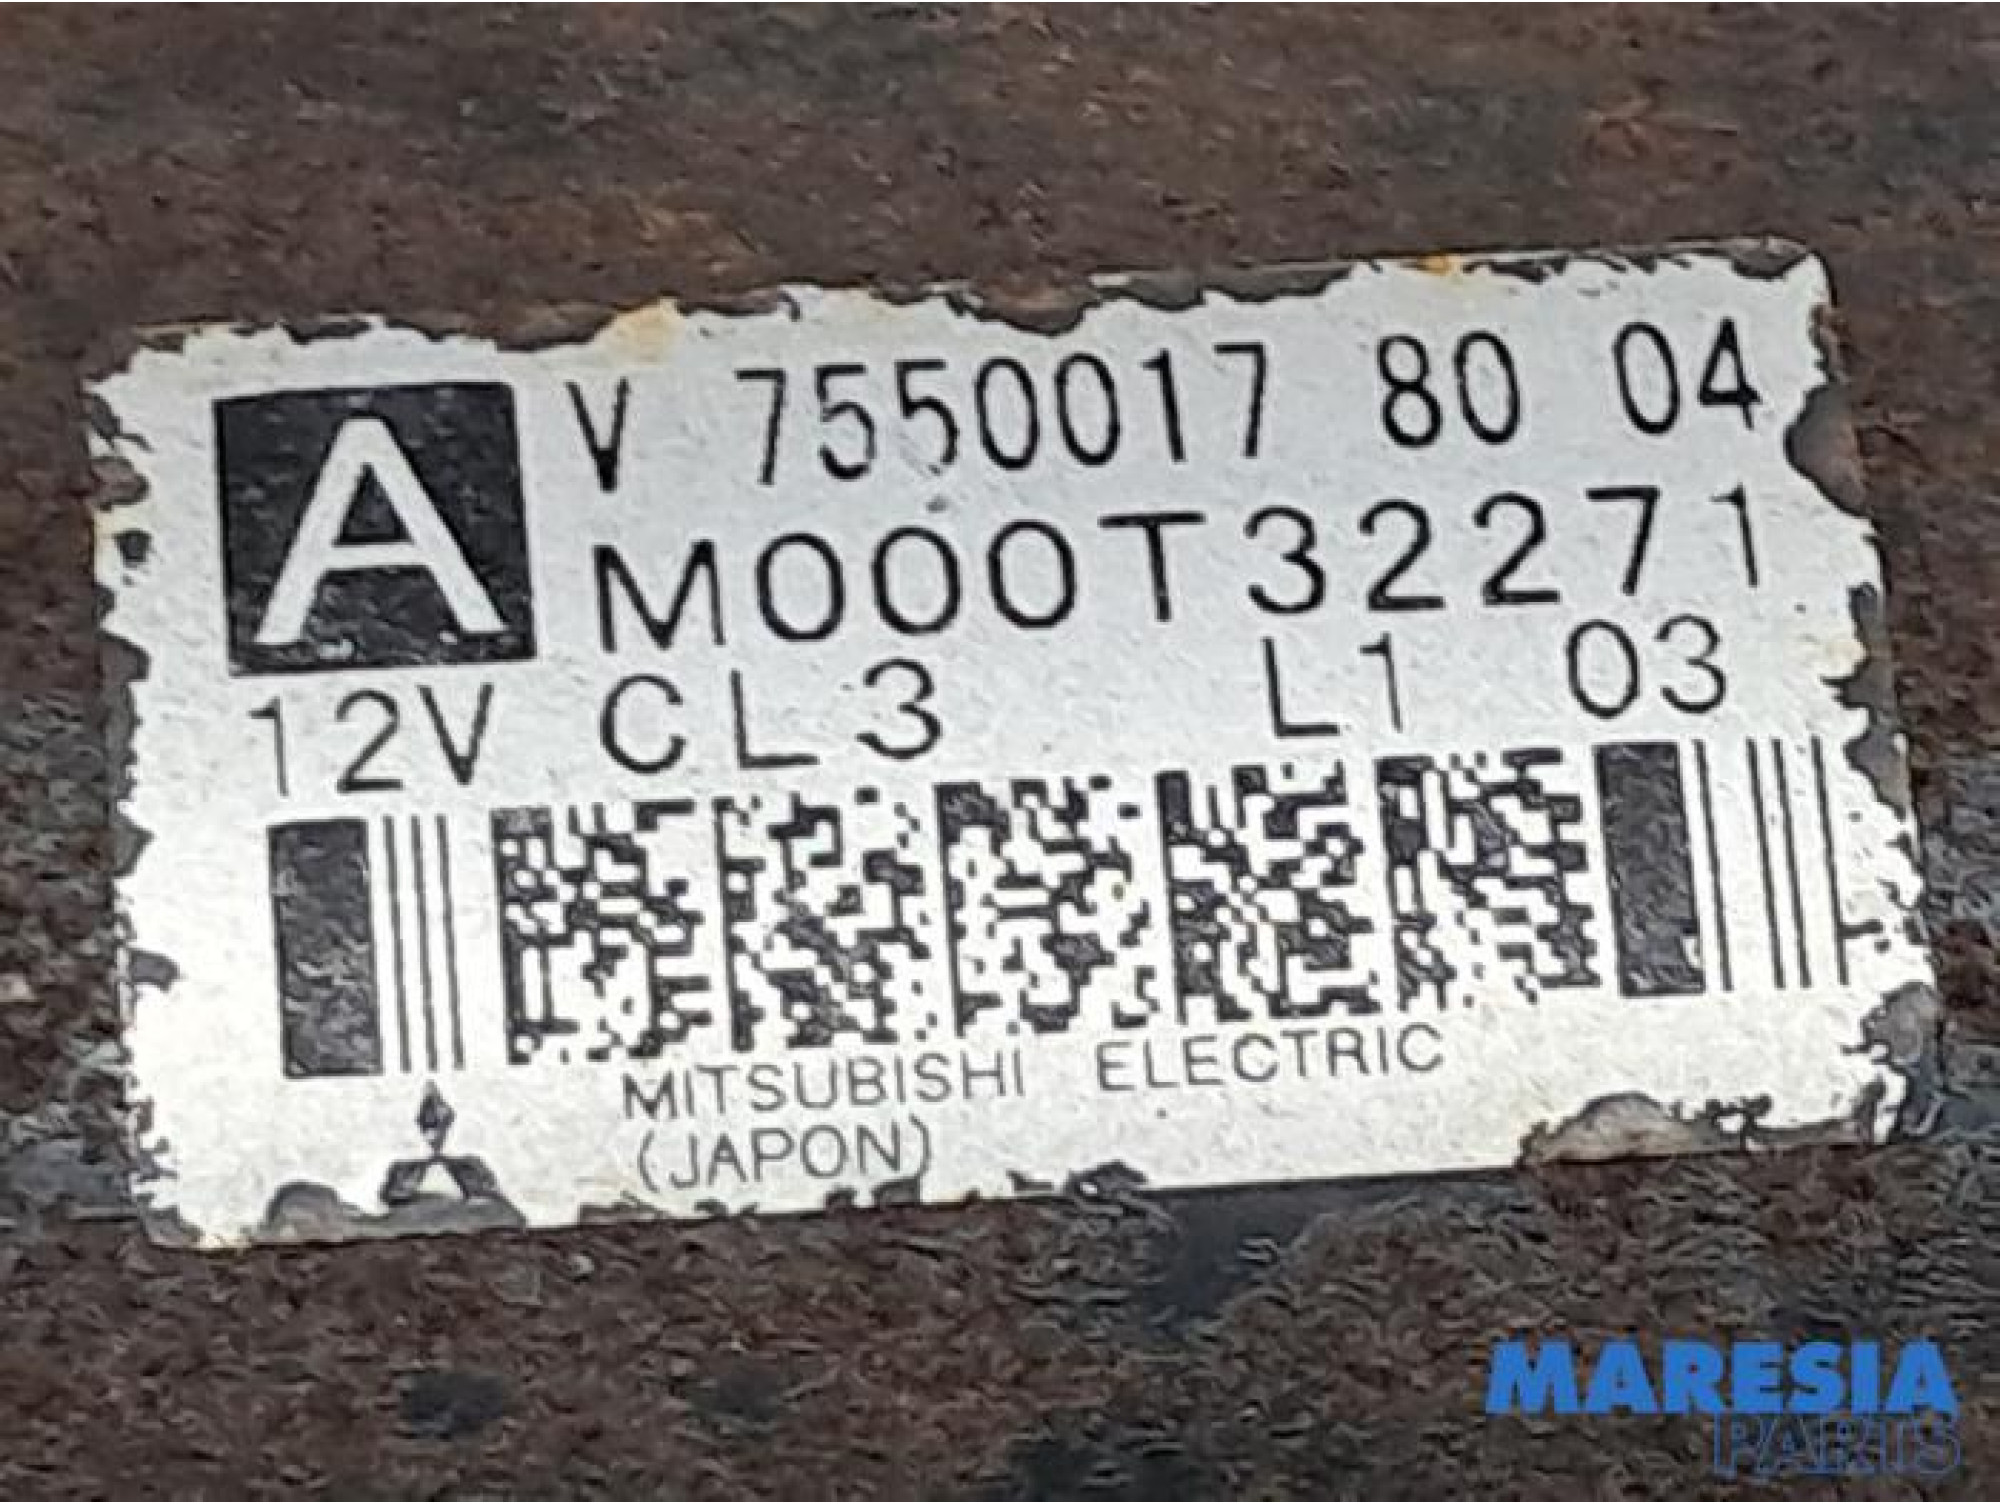 A V 7550017 80 04
M000T32271
12V CL3 L1 03
MITSUBISHI ELECTRIC
(JAPON)
MARESIA
PARTS